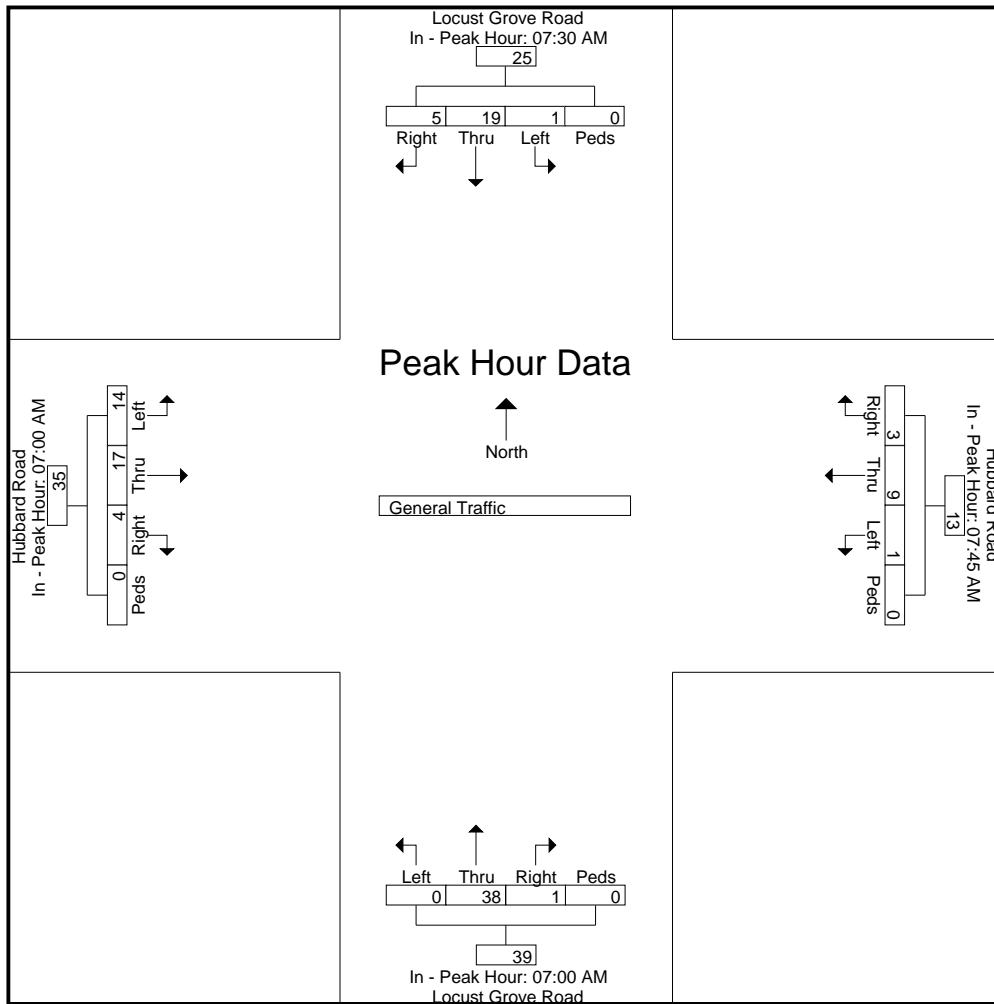 Locust Grove Road
In - Peak Hour: 07:30 AM
25
5 19 1 0
Right Thru Left Peds
Peak Hour Data
North
General Traffic
Hubbard Road
In - Peak Hour: 07:00 AM
35
14 17 4 0
Left Thru Right Peds
Right Thru Left Peds
3 9 1 0
13
In - Peak Hour: 07:45 AM
Hubbard Road
Left Thru Right Peds
0 38 1 0
39
In - Peak Hour: 07:00 AM
Locust Grove Road